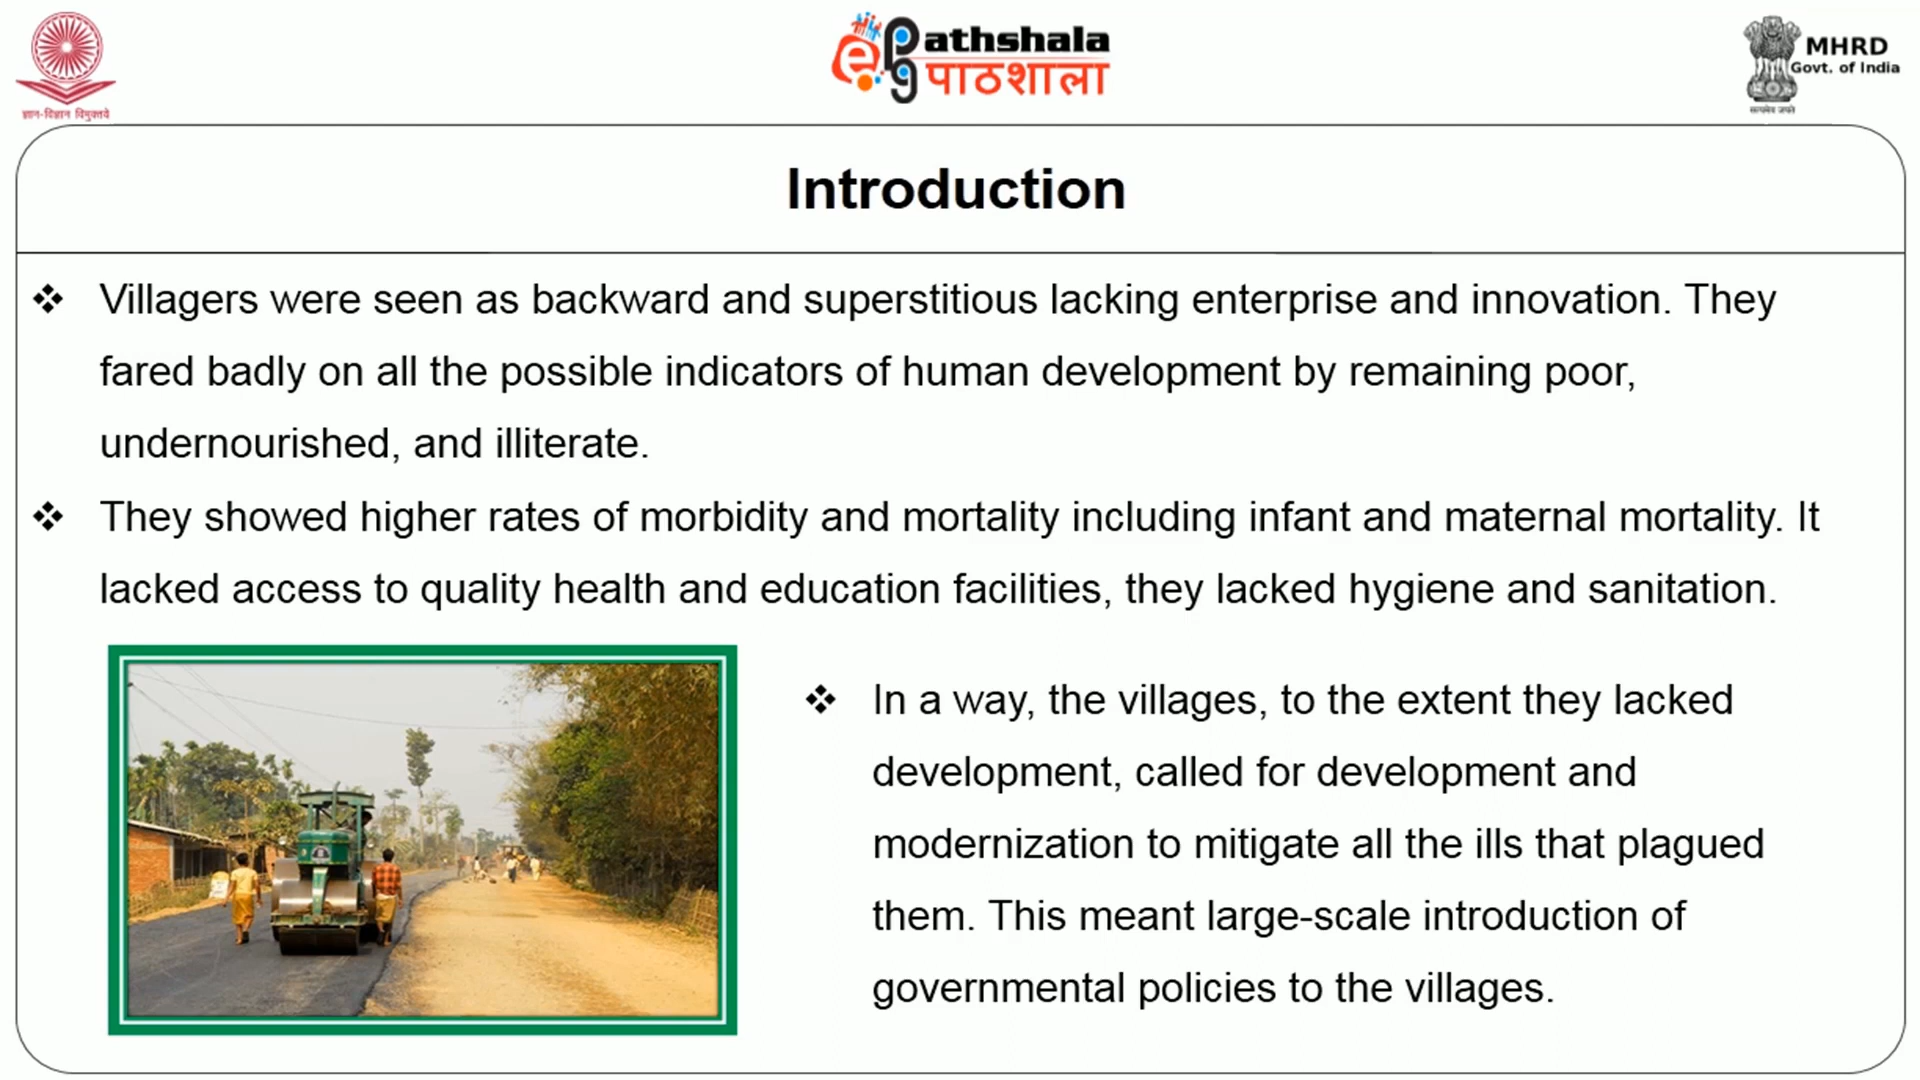 ज्ञान-विज्ञान विमुक्तये
e pg Pathshala
पाठशाला
MHRD
Govt. of India
सत्यमेव जयते
Introduction
❖ Villagers were seen as backward and superstitious lacking enterprise and innovation. They
fared badly on all the possible indicators of human development by remaining poor,
undernourished, and illiterate.
❖ They showed higher rates of morbidity and mortality including infant and maternal mortality. It
lacked access to quality health and education facilities, they lacked hygiene and sanitation.
❖ In a way, the villages, to the extent they lacked
development, called for development and
modernization to mitigate all the ills that plagued
them. This meant large-scale introduction of
governmental policies to the villages.